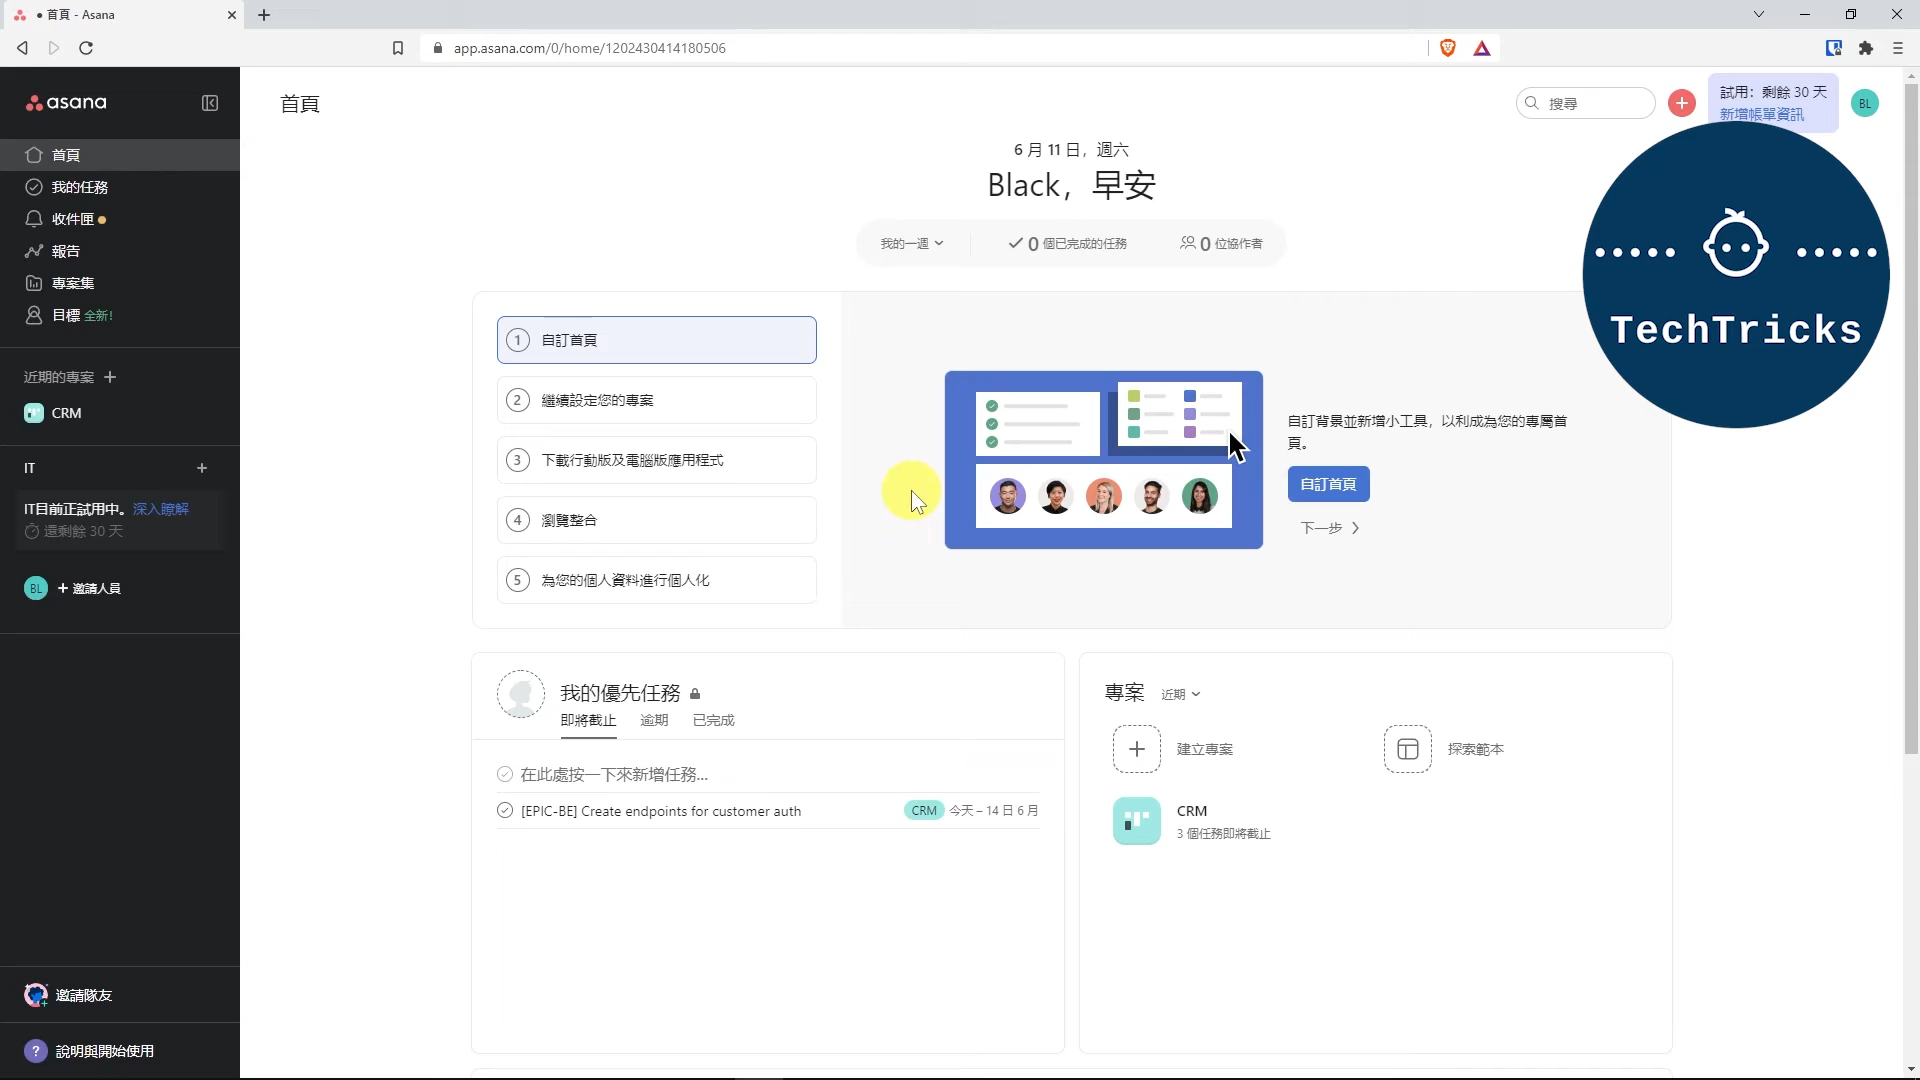 ● 首頁 - Asana
app.asana.com/0/home/1202430414180506
asana
首頁
我的任務
收件匣
報告
專案集
目標 全新!
近期的專案
CRM
IT
IT目前正試用中。深入瞭解
還剩餘 30 天
BL
邀請人員
邀請隊友
? 說明與開始使用
首頁
搜尋
試用：剩餘 30 天
新增帳單資訊
BL
TechTricks
6 月 11 日，週六
Black，早安
我的一週
0 個已完成的任務
0 位協作者
1 自訂首頁
2 繼續設定您的專案
3 下載行動版及電腦版應用程式
4 瀏覽整合
5 為您的個人資料進行個人化
自訂背景並新增小工具，以利成為您的專屬首
頁。
自訂首頁
下一步
我的優先任務
即將截止 逾期 已完成
在此處按一下來新增任務...
[EPIC-BE] Create endpoints for customer auth CRM 今天 – 14 日 6 月
專案 近期
建立專案
探索範本
CRM
3 個任務即將截止